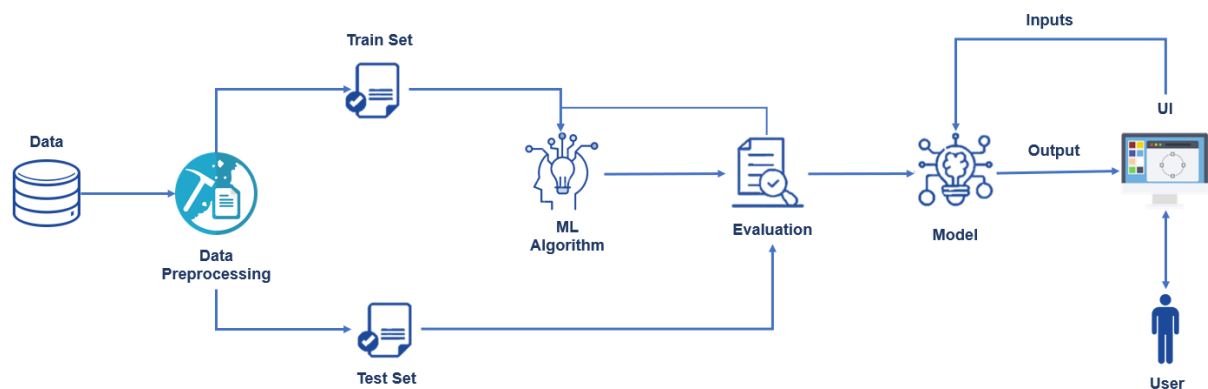 Train Set
Inputs
Data
UI
Output
ML
Algorithm
Evaluation
Model
Data
Preprocessing
Test Set
User